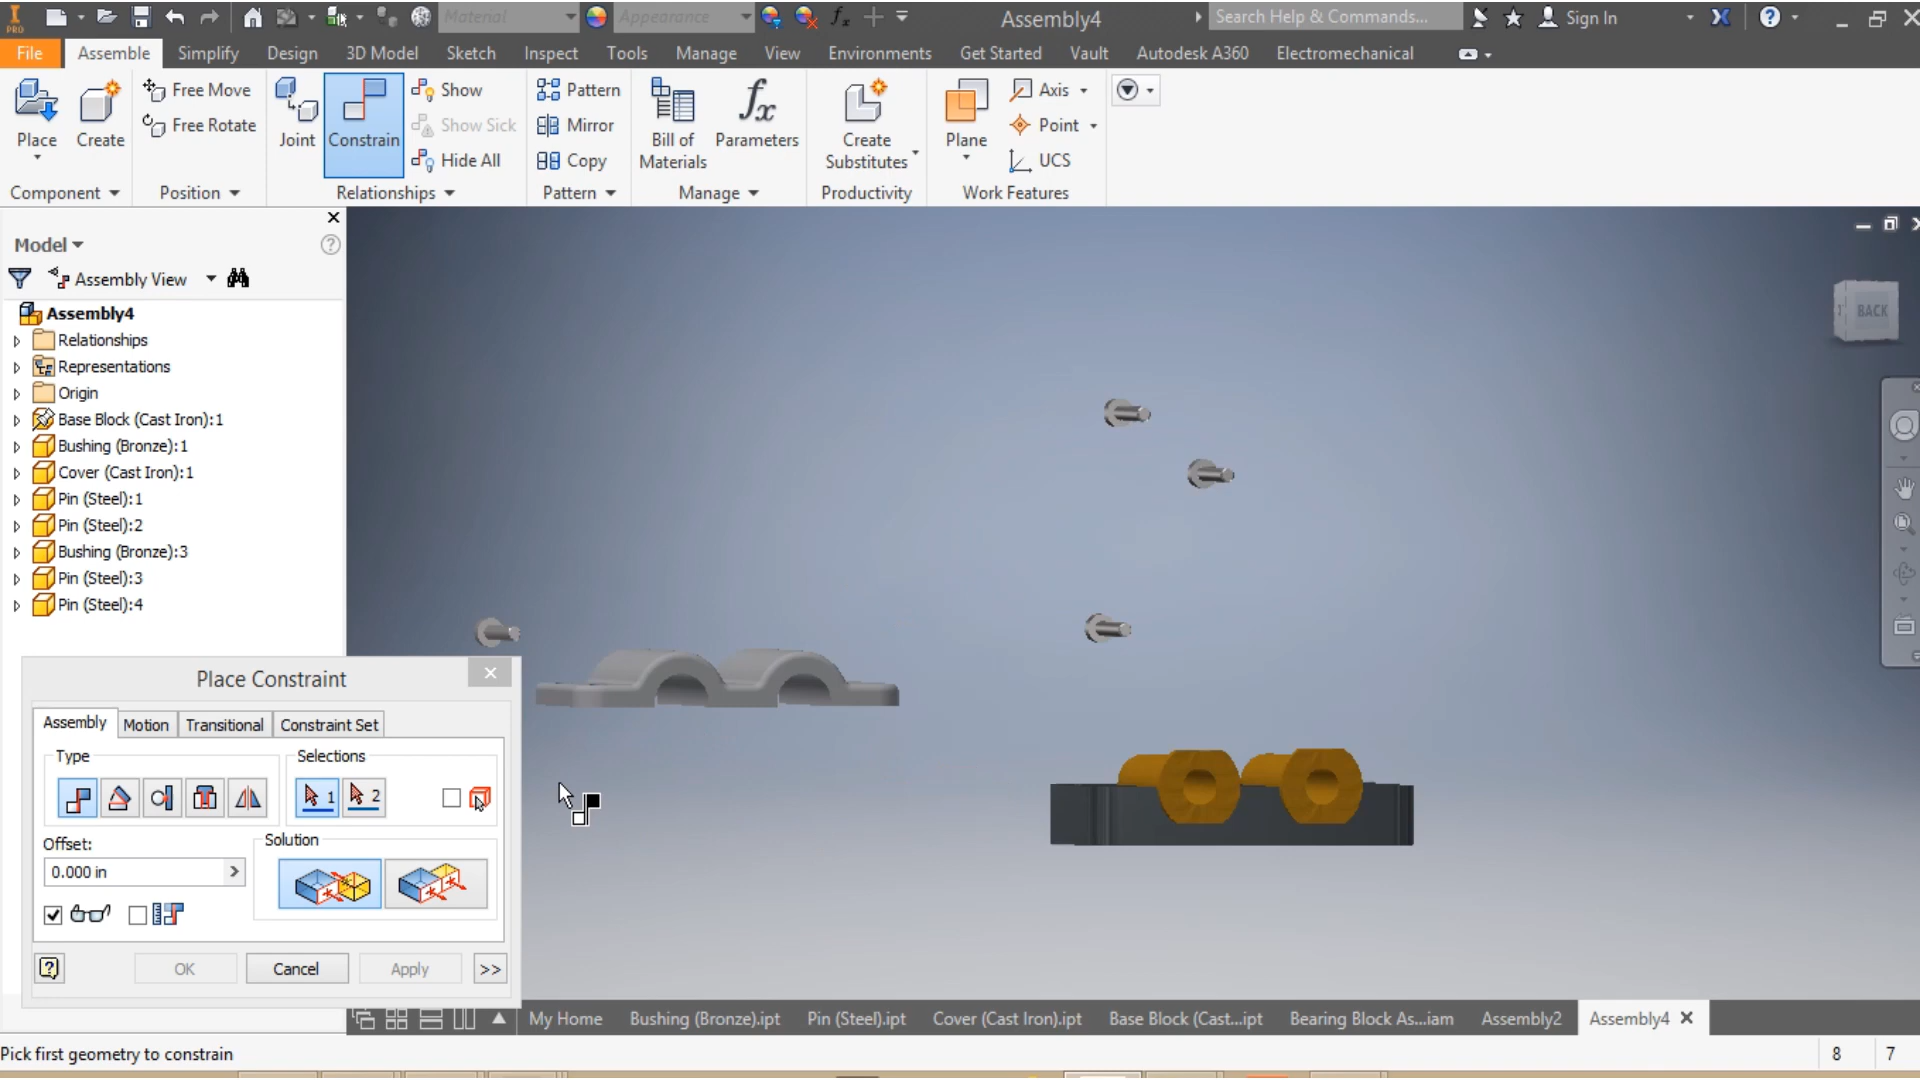 PRO
Material
Appearance
Assembly4
Search Help & Commands...
Sign In
File
Assemble
Simplify
Design
3D Model
Sketch
Inspect
Tools
Manage
View
Environments
Get Started
Vault
Autodesk A360
Electromechanical
Place
Create
Free Move
Free Rotate
Joint
Constrain
Show
Show Sick
Hide All
Pattern
Mirror
Copy
Bill of
Materials
fx
Parameters
Create
Substitutes
Plane
Axis
Point
UCS
Component
Position
Relationships
Pattern
Manage
Productivity
Work Features
Model
Assembly View
Assembly4
Relationships
Representations
Origin
Base Block (Cast Iron):1
Bushing (Bronze):1
Cover (Cast Iron):1
Pin (Steel):1
Pin (Steel):2
Bushing (Bronze):3
Pin (Steel):3
Pin (Steel):4
BACK
Place Constraint
Assembly
Motion
Transitional
Constraint Set
Type
Selections
1
2
Offset:
Solution
0.000 in
OK
Cancel
Apply
>>
My Home
Bushing (Bronze).ipt
Pin (Steel).ipt
Cover (Cast Iron).ipt
Base Block (Cast...ipt
Bearing Block As...iam
Assembly2
Assembly4
Pick first geometry to constrain
8
7